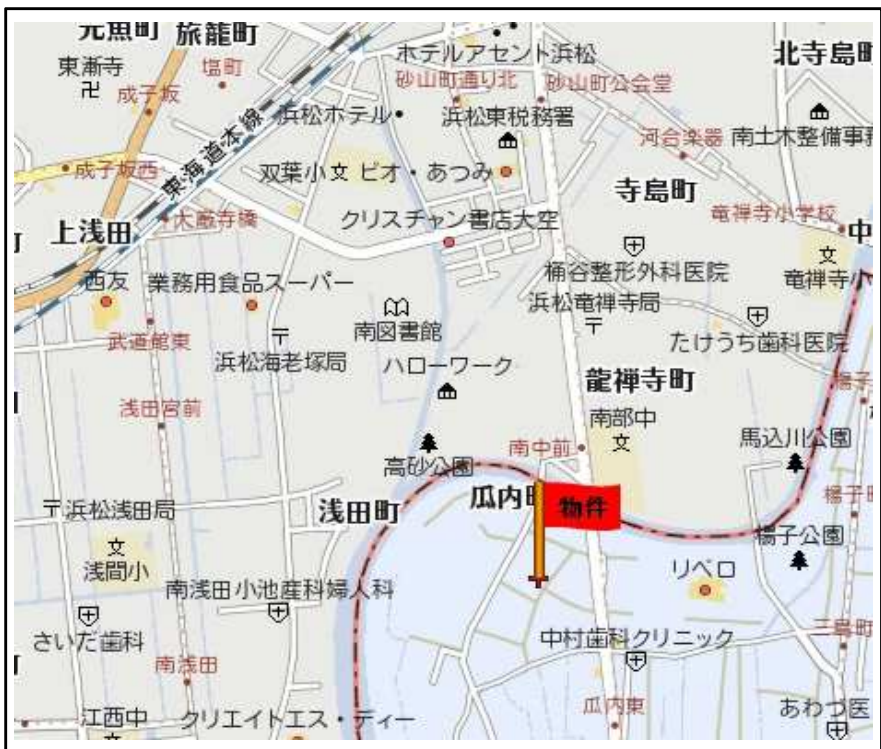 元魚町
旅籠町
ホテルアセント浜松
北寺島町
東漸寺
塩町
砂山町通り北
砂山町公会堂
成子坂
浜松ホテル
浜松東税務署
東海道本線
河合楽器
南土木整備事務
成子坂西
双葉小
ビオ・あつみ
寺島町
大厳寺橋
クリスチャン書店大空
竜禅寺小学校
上浅田
中
西友
業務用食品スーパー
桶谷整形外科医院
竜禅寺小
南図書館
浜松竜禅寺局
武道館東
浜松海老塚局
ハローワーク
たけうち歯科医院
龍禅寺町
楊子
浅田宮前
南部中
南中前
馬込川公園
高砂公園
浅田町
瓜内町
物件
楊子町
浜松浅田局
楊子公園
浅間小
リベロ
南浅田小池産科婦人科
三島町
さいだ歯科
中村歯科クリニック
南浅田
江西中
クリエイトエス・ディー
瓜内東
あわづ医